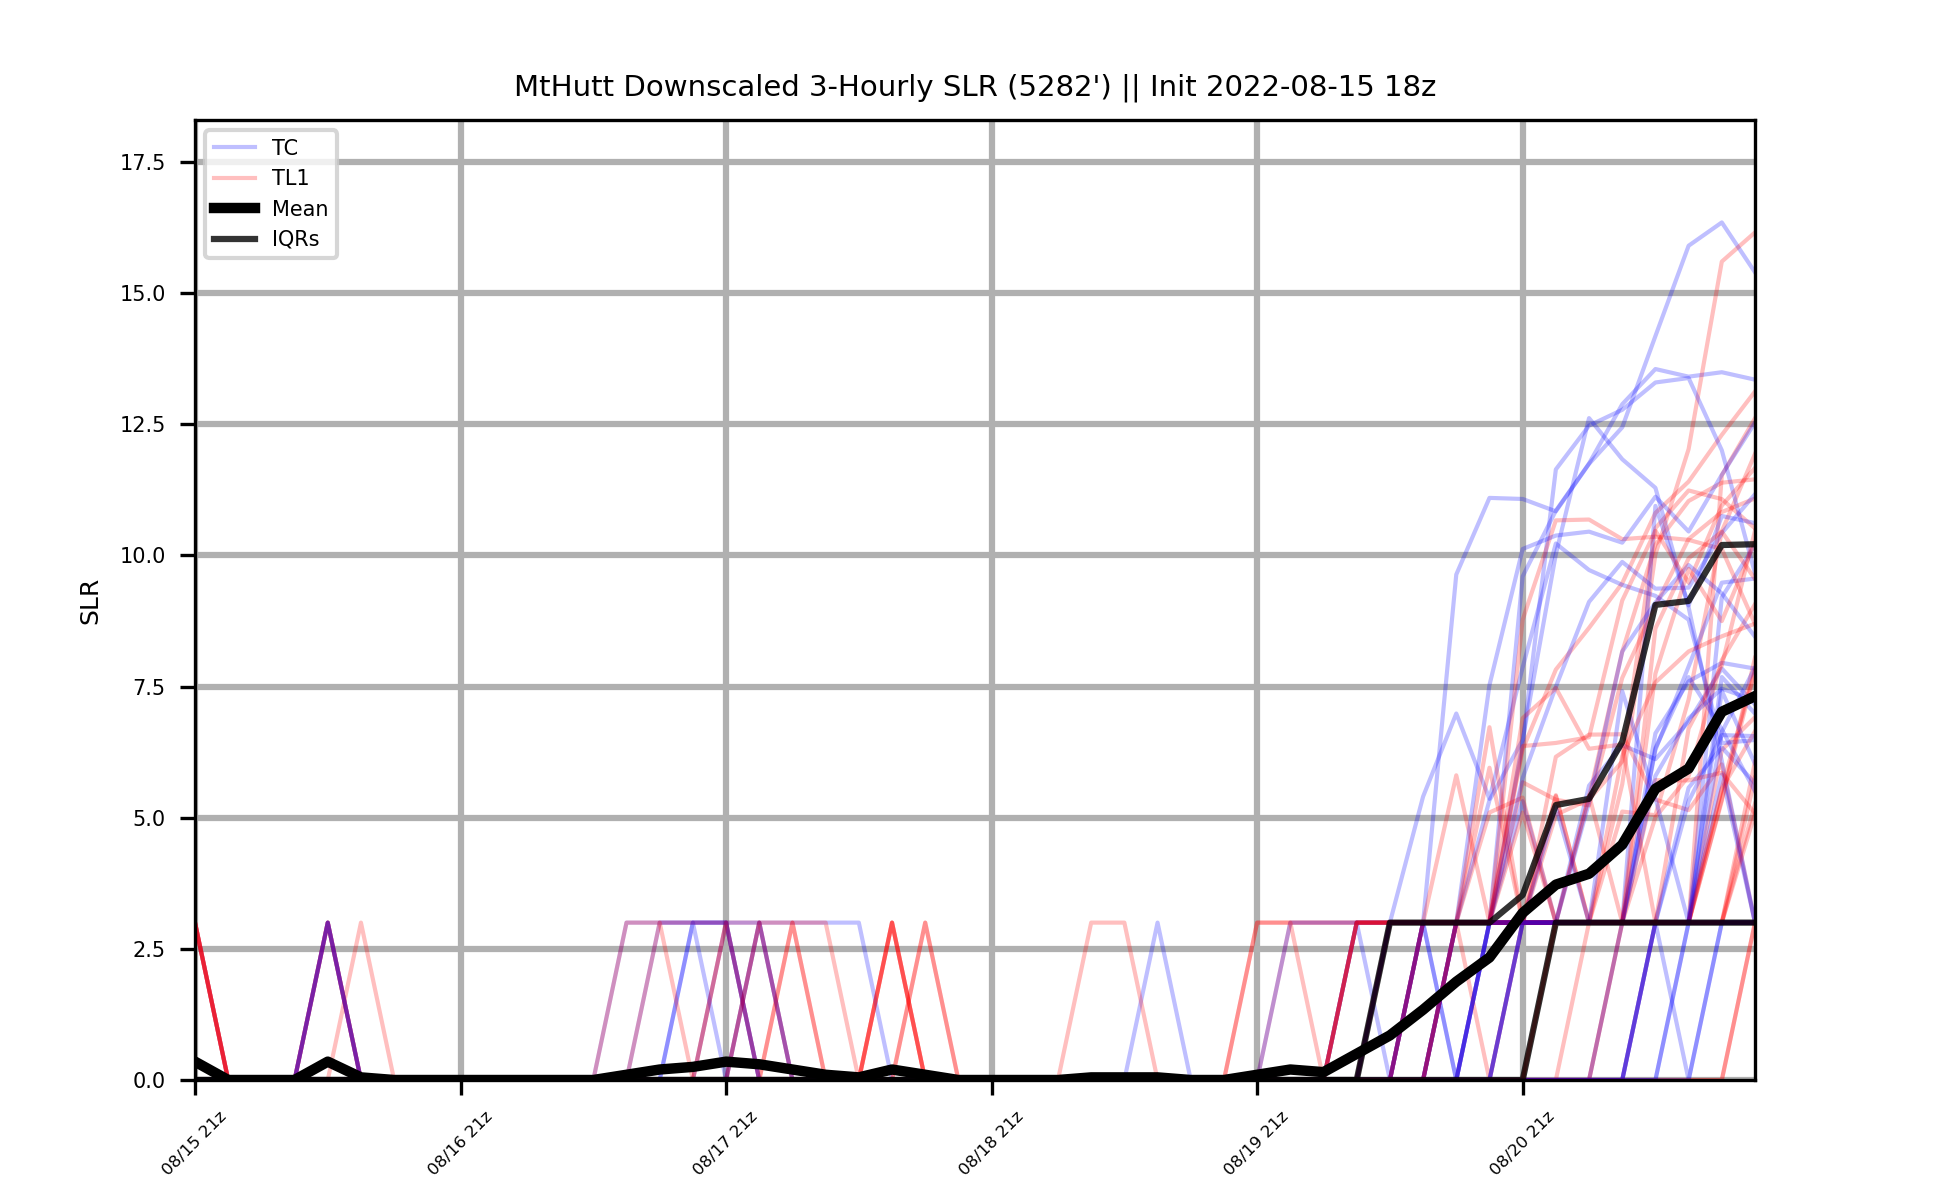 MtHutt Downscaled 3-Hourly SLR (5282') || Init 2022-08-15 18z
TC
TL1
Mean
IQRs
SLR
17.5
15.0
12.5
10.0
7.5
5.0
2.5
0.0
08/15 21z
08/16 21z
08/17 21z
08/18 21z
08/19 21z
08/20 21z